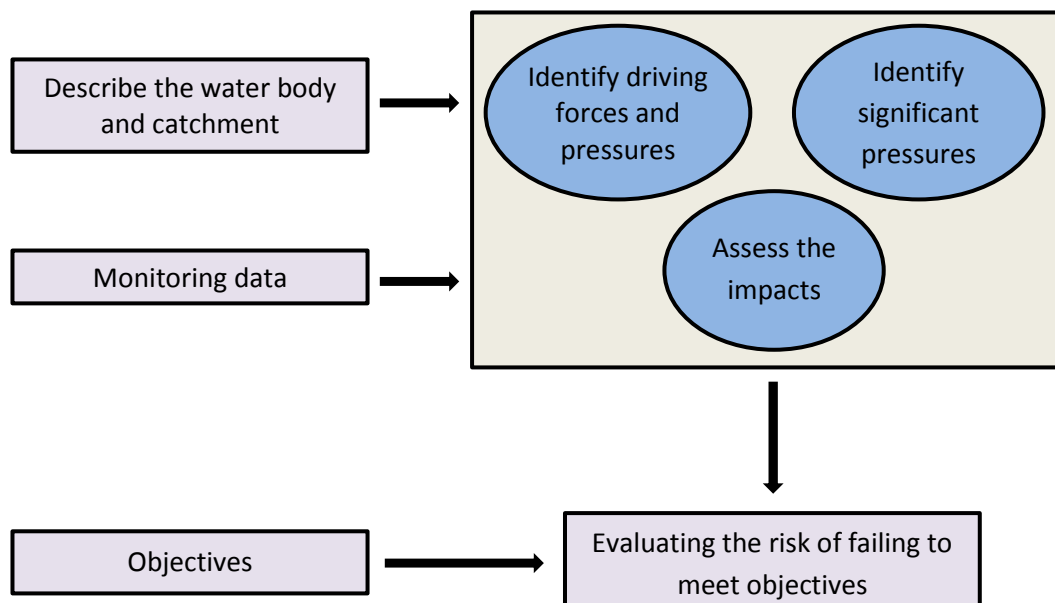 Describe the water body
and catchment
Identify driving
forces and
pressures
Identify
significant
pressures
Monitoring data
Assess the
impacts
Objectives
Evaluating the risk of failing to
meet objectives